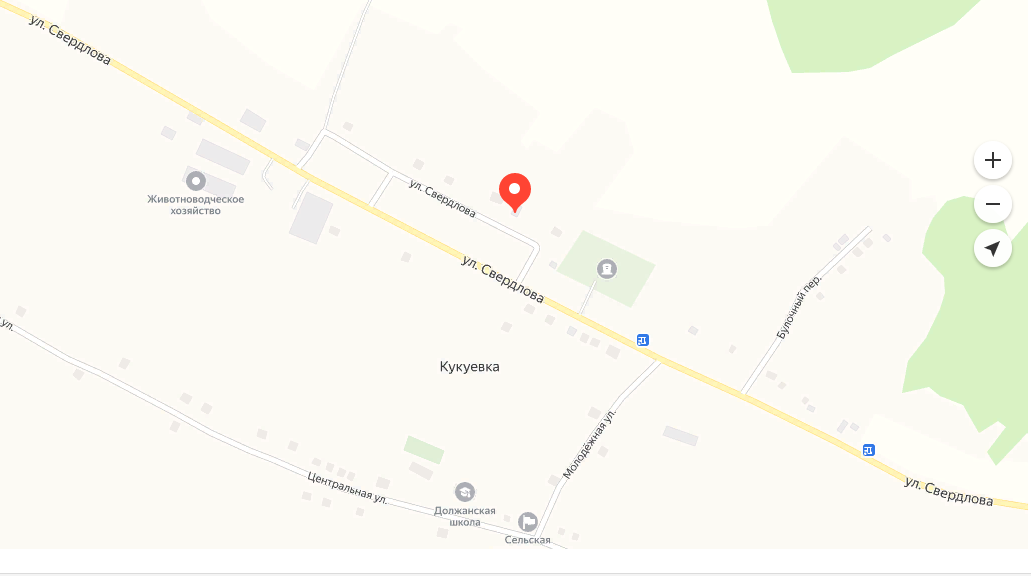 ул. Свердлова
Животноводческое
хозяйство
ул. Свердлова
ул. Свердлова
Булочный пер.
ул.
Кукуевка
Молодёжная ул.
Центральная ул.
Должанская
школа
Сельская
ул. Свердлова